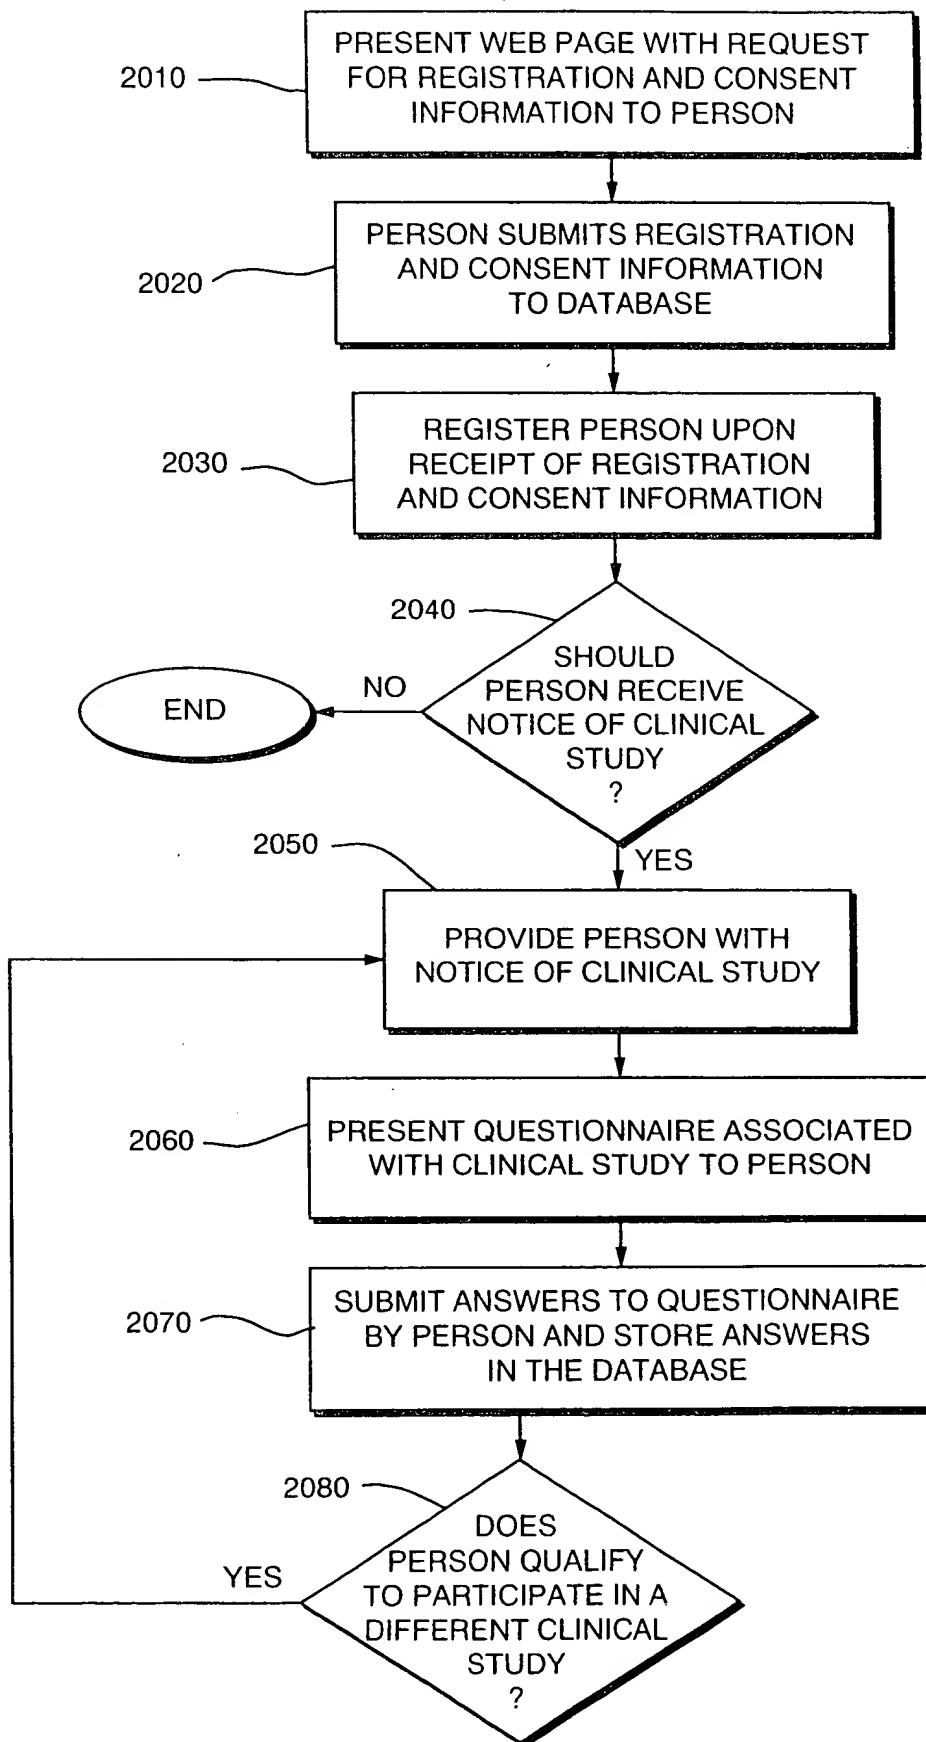 PRESENT WEB PAGE WITH REQUEST
FOR REGISTRATION AND CONSENT
INFORMATION TO PERSON
2010
PERSON SUBMITS REGISTRATION
AND CONSENT INFORMATION
TO DATABASE
2020
REGISTER PERSON UPON
RECEIPT OF REGISTRATION
AND CONSENT INFORMATION
2030
2040
SHOULD
PERSON RECEIVE
NOTICE OF CLINICAL
STUDY
?
NO
END
YES
2050
PROVIDE PERSON WITH
NOTICE OF CLINICAL STUDY
2060
PRESENT QUESTIONNAIRE ASSOCIATED
WITH CLINICAL STUDY TO PERSON
2070
SUBMIT ANSWERS TO QUESTIONNAIRE
BY PERSON AND STORE ANSWERS
IN THE DATABASE
2080
DOES
PERSON QUALIFY
TO PARTICIPATE IN A
DIFFERENT CLINICAL
STUDY
?
YES